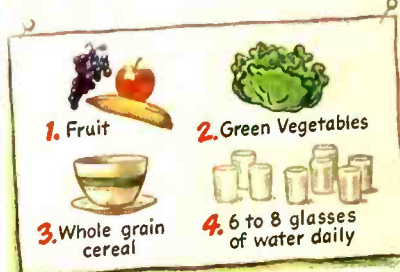 1. Fruit
2. Green Vegetables
3. Whole grain
cereal
4. 6 to 8 glasses
of water daily